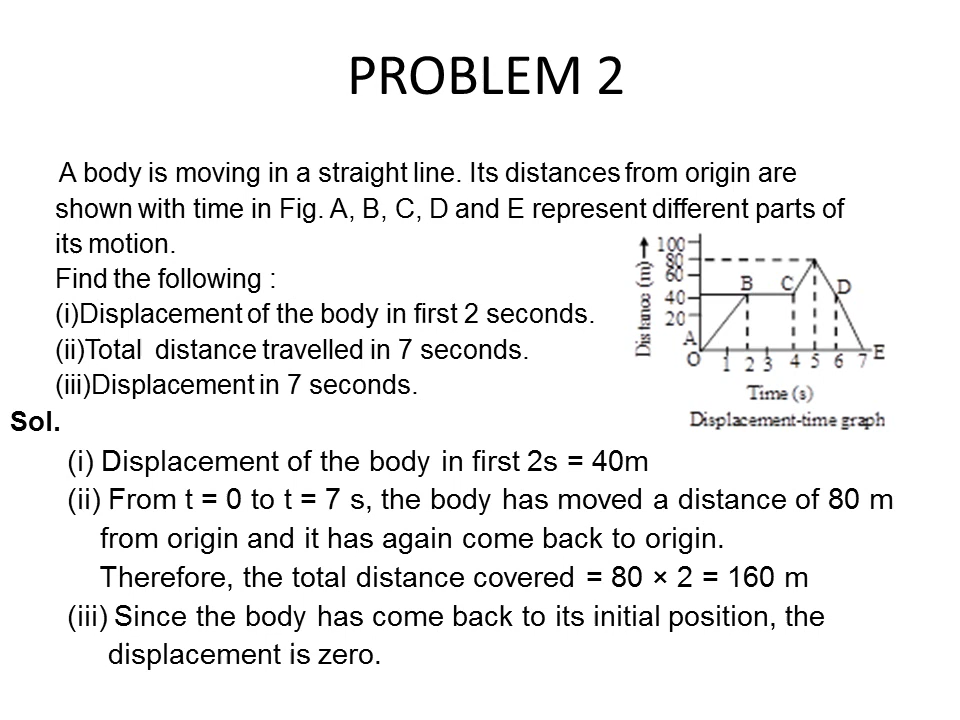 PROBLEM 2
A body is moving in a straight line. Its distances from origin are
shown with time in Fig. A, B, C, D and E represent different parts of
its motion.
Find the following :
(i)Displacement of the body in first 2 seconds.
(ii)Total distance travelled in 7 seconds.
(iii)Displacement in 7 seconds.
Distance (m)
100
80
60
40
20
A
B
C
D
E
O
1 2 3 4 5 6 7
Time (s)
Displacement-time graph
Sol.
(i) Displacement of the body in first 2s = 40m
(ii) From t = 0 to t = 7 s, the body has moved a distance of 80 m
from origin and it has again come back to origin.
Therefore, the total distance covered = 80 × 2 = 160 m
(iii) Since the body has come back to its initial position, the
displacement is zero.